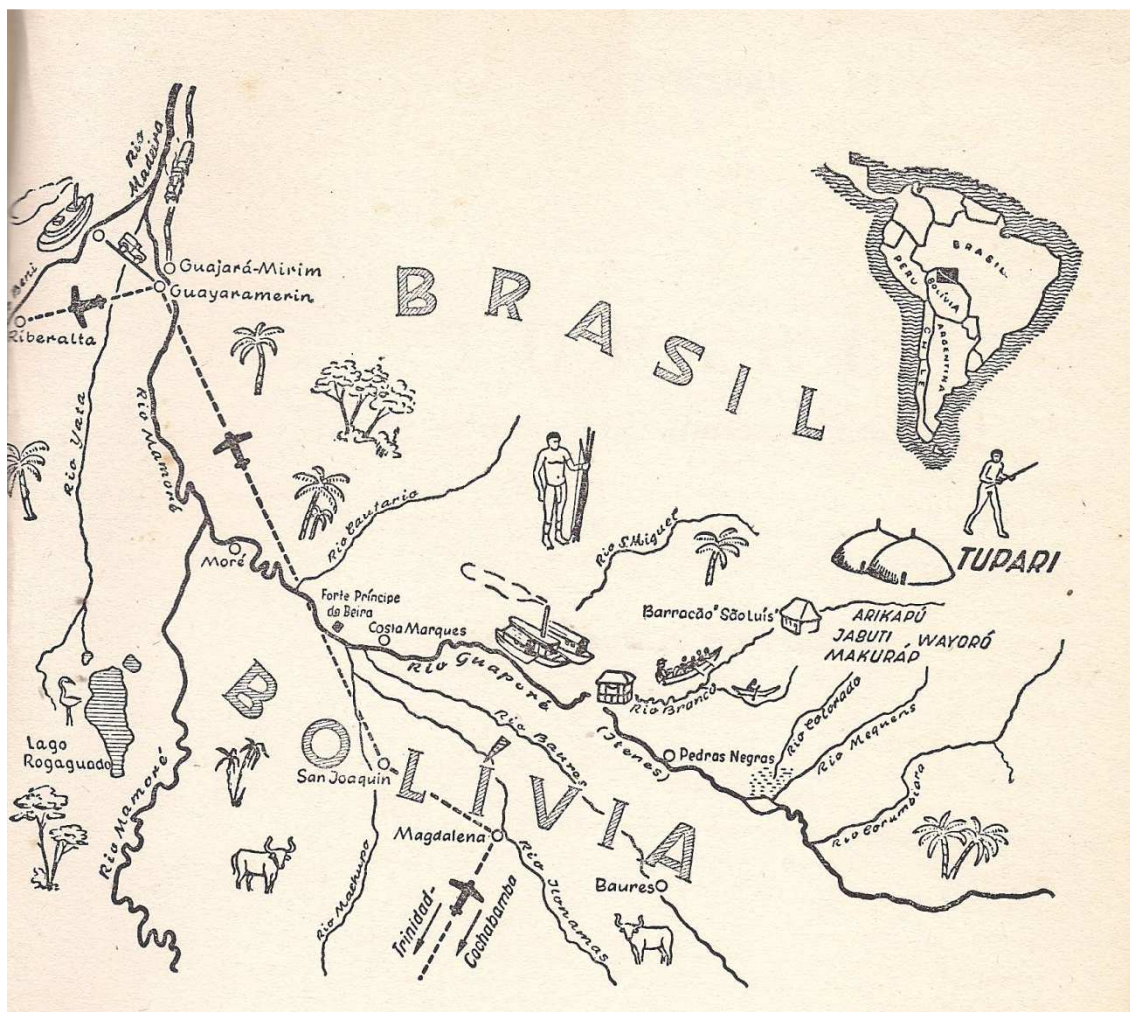 Rio
Madeira
Beni
Guajará-Mirim
Guayaramerin
Riberalta
BRASIL
BRASIL
PERU
BOLÍVIA
CHILE
ARGENTINA
Rio Yata
Rio Mamoré
Rio Cautario
Rio S. Miguel
Moré
TUPARI
Forte Príncipe
da Beira
Costa Marques
Barracão "São Luís"
ARIKAPÚ
JABUTI WAYORÓ
MAKURÁP
Rio Guaporé
(Itenes)
Rio Branco
Rio Colorado
Rio Mequens
Rio Corumbiara
Pedras Negras
Lago
Rogaguado
BOLÍVIA
San Joaquin
Rio Baures
Rio Mamoré
Magdalena
Rio Machupo
Rio Itonamas
Baures
Trinidad-
Cochabamba